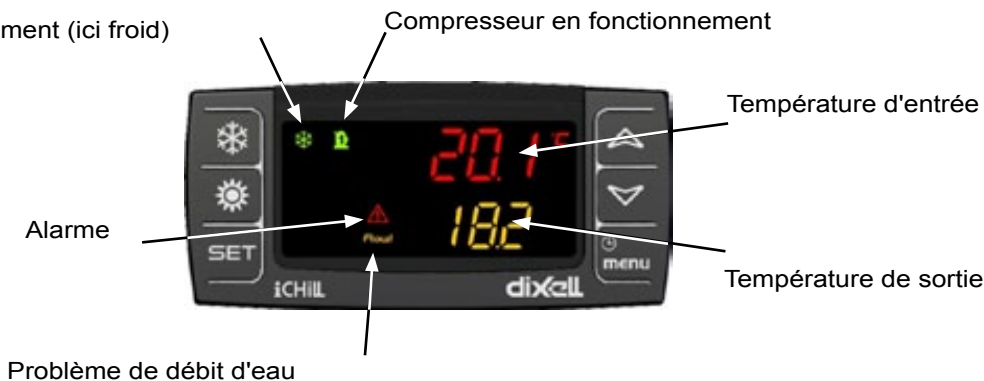 ment (ici froid)
Compresseur en fonctionnement
Température d'entrée
20.1 °C
Alarme
18.2
Flow!
SET
menu
iCHiLL
dixell
Température de sortie
Problème de débit d'eau